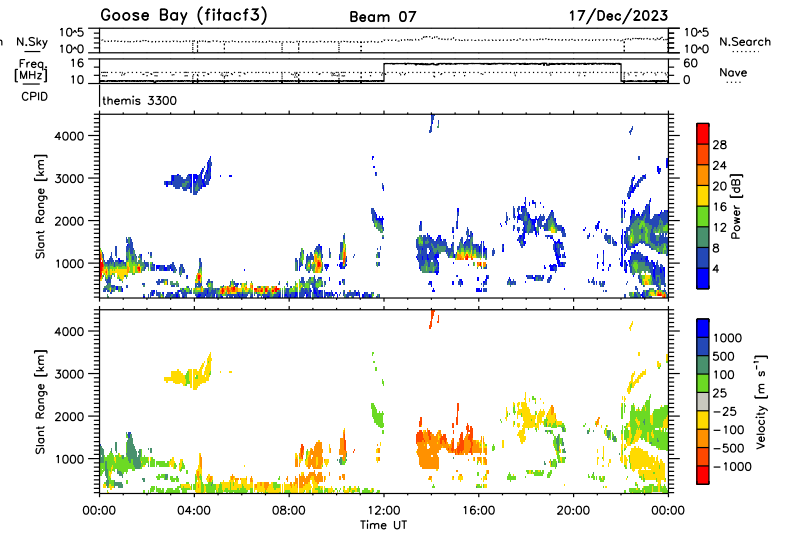 Goose Bay (fitacf3) Beam 07 17/Dec/2023
N.Sky 10^5 10^0 10^5 10^0 N.Search
Freq. [MHz] 16 10 60 0 Nave
CPID themis 3300
Slant Range [km] 4000 3000 2000 1000
Power [dB] 28 24 20 16 12 8 4
Slant Range [km] 4000 3000 2000 1000
Velocity [m s⁻¹] 1000 500 100 25 −25 −100 −500 −1000
00:00 04:00 08:00 12:00 16:00 20:00 00:00
Time UT